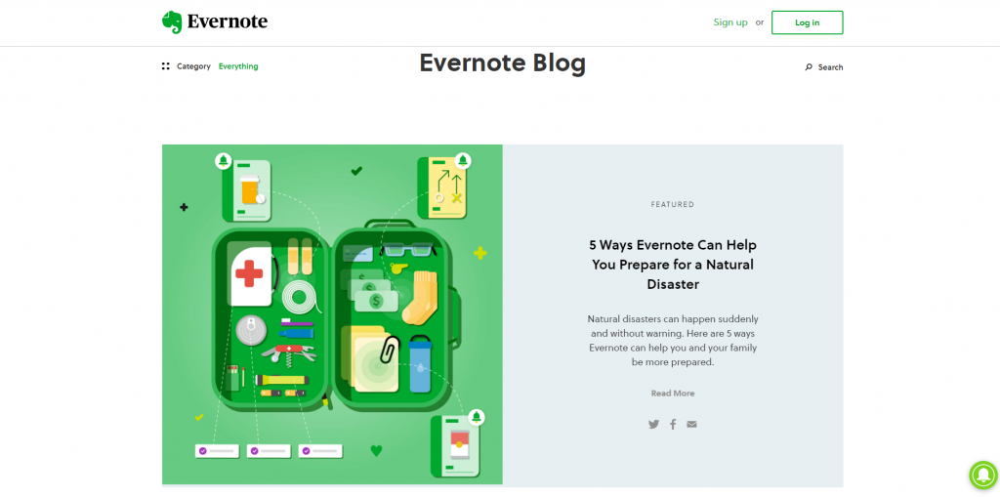 Evernote
Sign up or Log in
Category Everything
Evernote Blog
Search
FEATURED
5 Ways Evernote Can Help
You Prepare for a Natural
Disaster
Natural disasters can happen suddenly
and without warning. Here are 5 ways
Evernote can help you and your family
be more prepared.
Read More